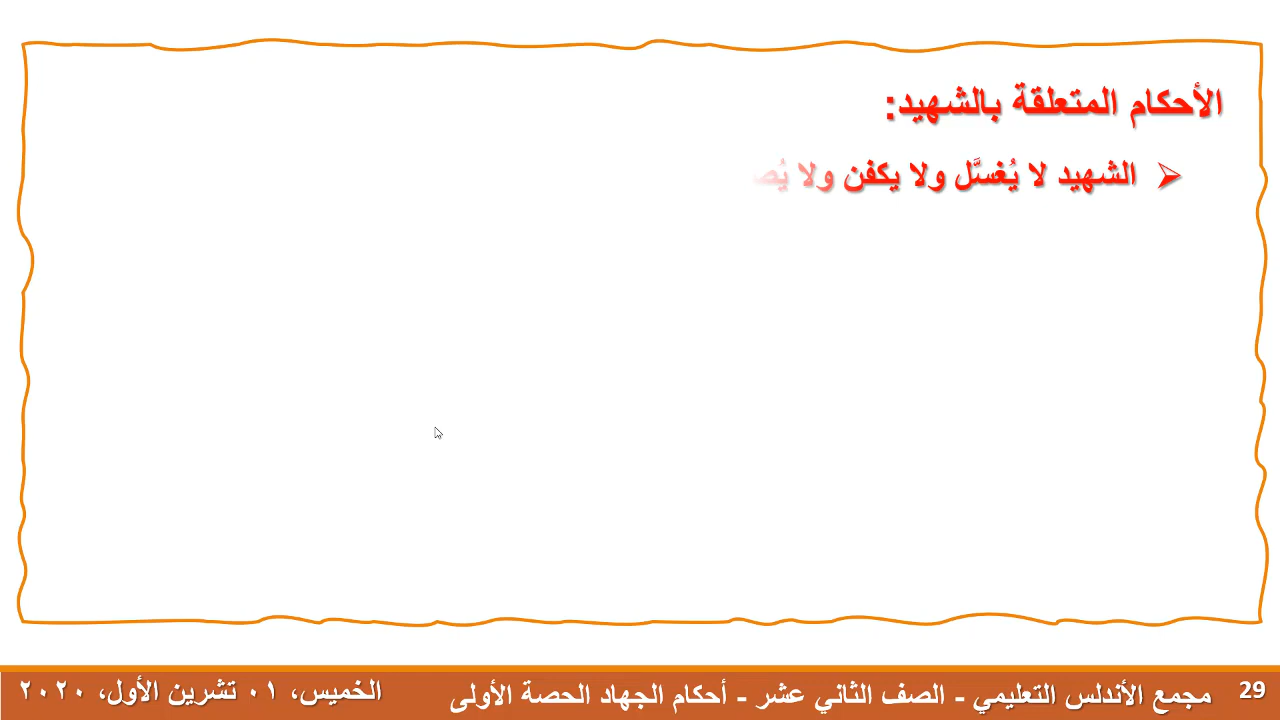 الأحكام المتعلقة بالشهيد:
الشهيد لا يُغسَّل ولا يكفن ولا
مجمع الأندلس التعليمي - الصف الثاني عشر - أحكام الجهاد الحصة الأولى
الخميس، ٠١ تشرين الأول، ٢٠٢٠
29